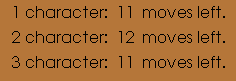 1 character: 11 moves left.
2 character: 12 moves left.
3 character: 11 moves left.